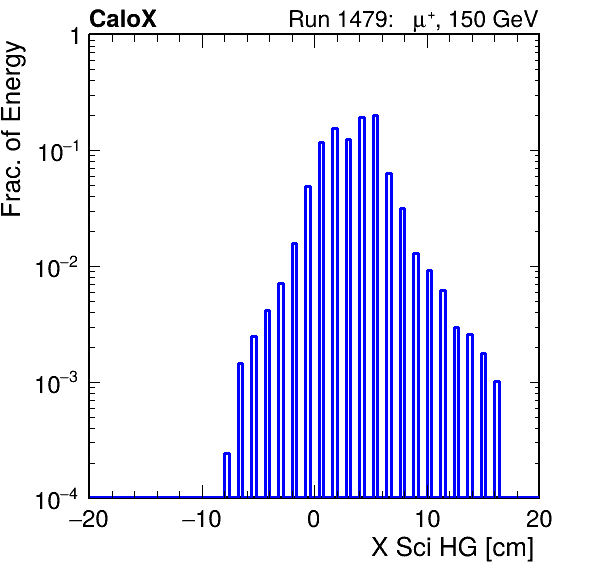 CaloX Run 1479: μ⁺, 150 GeV
Frac. of Energy
1
10⁻¹
10⁻²
10⁻³
10⁻⁴
−20 −10 0 10 20
X Sci HG [cm]